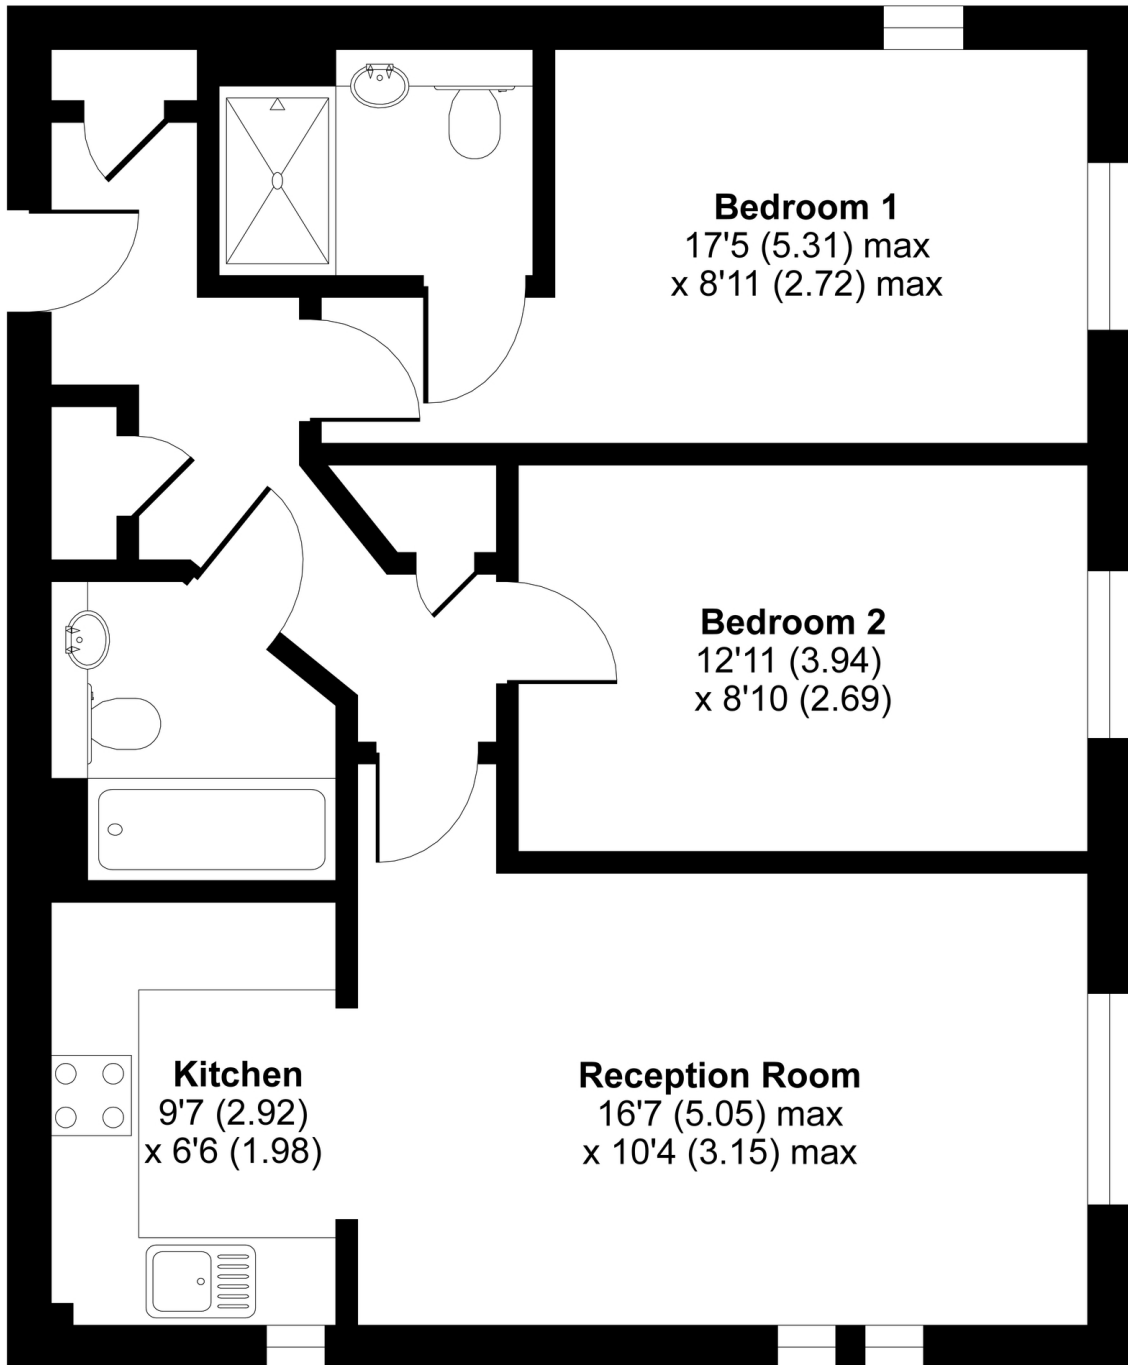 Bedroom 1
17'5 (5.31) max
x 8'11 (2.72) max
Bedroom 2
12'11 (3.94)
x 8'10 (2.69)
Kitchen
9'7 (2.92)
x 6'6 (1.98)
Reception Room
16'7 (5.05) max
x 10'4 (3.15) max